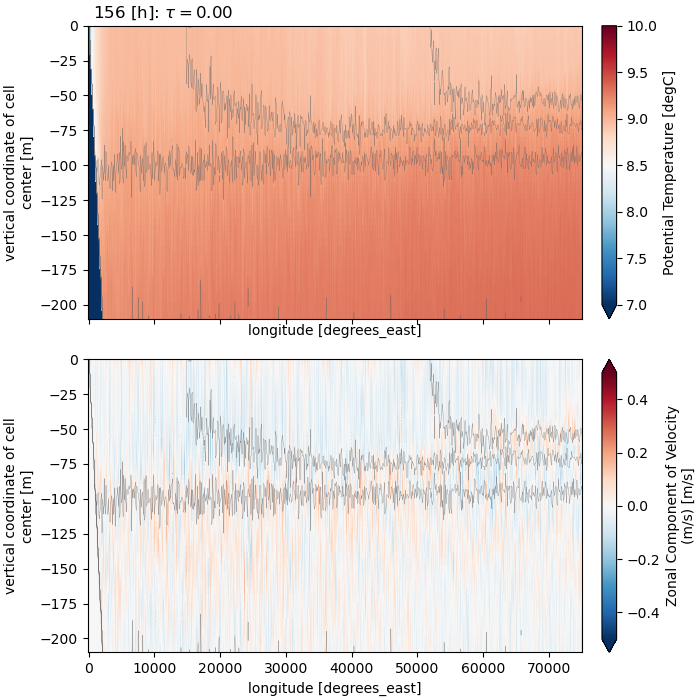 156 [h]: τ = 0.00
0
−25
−50
−75
−100
−125
−150
−175
−200
vertical coordinate of cell
center [m]
longitude [degrees_east]
10.0
9.5
9.0
8.5
8.0
7.5
7.0
Potential Temperature [degC]
0
−25
−50
−75
−100
−125
−150
−175
−200
vertical coordinate of cell
center [m]
0 10000 20000 30000 40000 50000 60000 70000
longitude [degrees_east]
0.4
0.2
0.0
−0.2
−0.4
Zonal Component of Velocity
(m/s) [m/s]